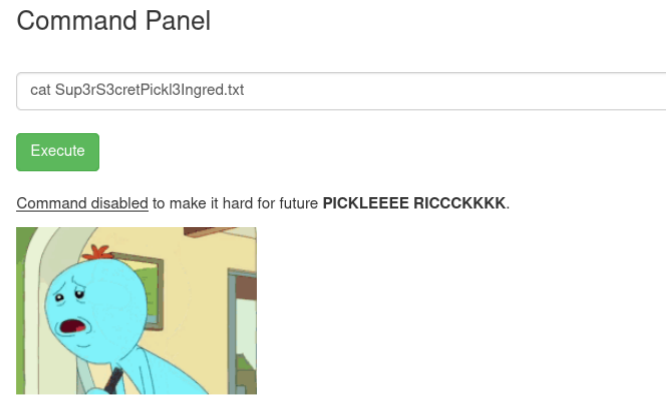 Command Panel
cat Sup3rS3cretPickl3Ingred.txt
Execute
Command disabled to make it hard for future PICKLEEEE RICCCKKKK.